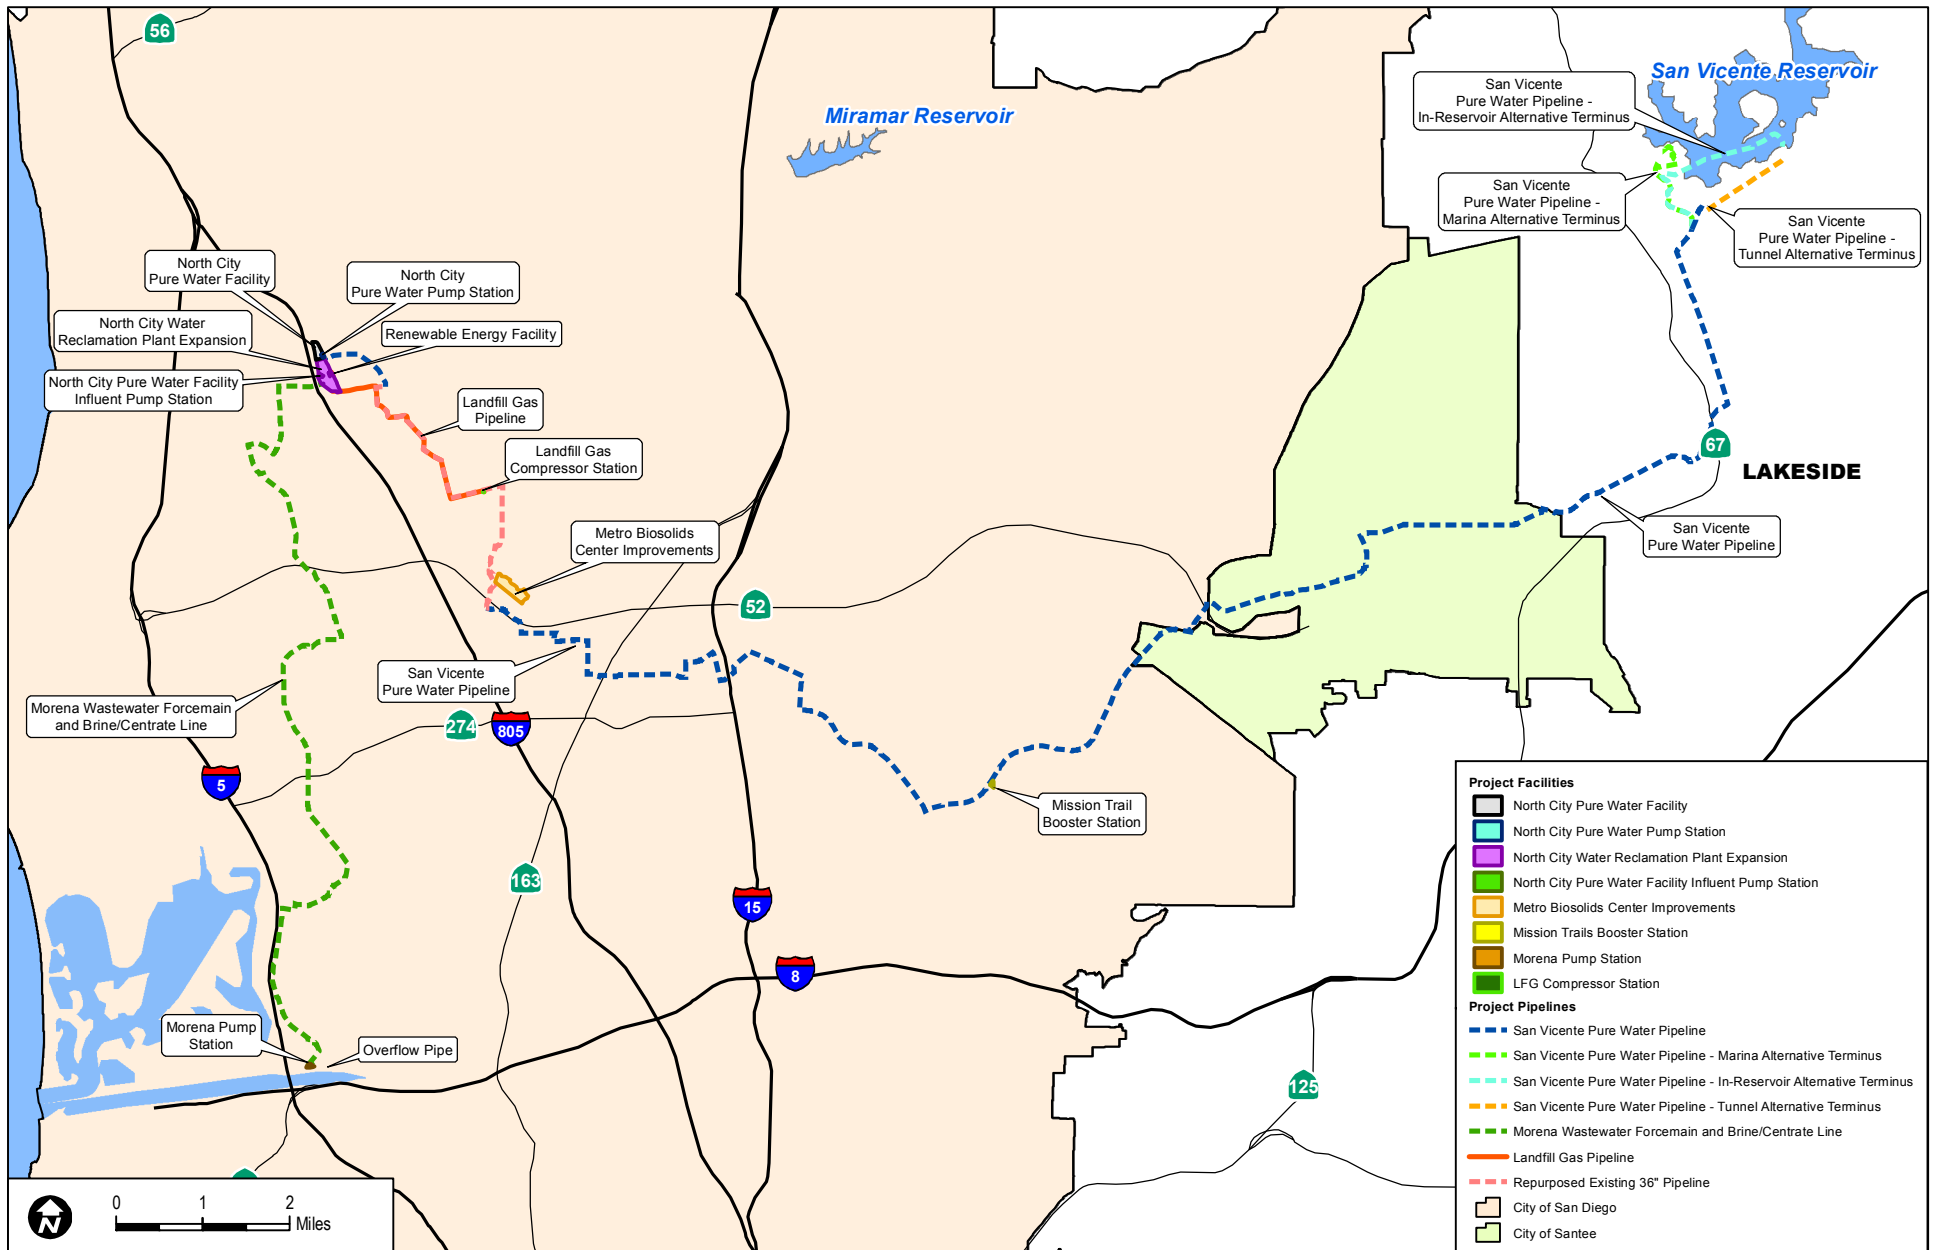 56
San Vicente Reservoir
Miramar Reservoir
San Vicente
Pure Water Pipeline -
In-Reservoir Alternative Terminus
San Vicente
Pure Water Pipeline -
Marina Alternative Terminus
San Vicente
Pure Water Pipeline -
Tunnel Alternative Terminus
North City
Pure Water Facility
North City
Pure Water Pump Station
North City Water
Reclamation Plant Expansion
Renewable Energy Facility
North City Pure Water Facility
Influent Pump Station
Landfill Gas
Pipeline
Landfill Gas
Compressor Station
67
LAKESIDE
Metro Biosolids
Center Improvements
San Vicente
Pure Water Pipeline
52
San Vicente
Pure Water Pipeline
Morena Wastewater Forcemain
and Brine/Centrate Line
274
805
5
Mission Trail
Booster Station
163
15
8
Morena Pump
Station
Overflow Pipe
125
N
0 1 2
Miles
Project Facilities
North City Pure Water Facility
North City Pure Water Pump Station
North City Water Reclamation Plant Expansion
North City Pure Water Facility Influent Pump Station
Metro Biosolids Center Improvements
Mission Trails Booster Station
Morena Pump Station
LFG Compressor Station
Project Pipelines
San Vicente Pure Water Pipeline
San Vicente Pure Water Pipeline - Marina Alternative Terminus
San Vicente Pure Water Pipeline - In-Reservoir Alternative Terminus
San Vicente Pure Water Pipeline - Tunnel Alternative Terminus
Morena Wastewater Forcemain and Brine/Centrate Line
Landfill Gas Pipeline
Repurposed Existing 36" Pipeline
City of San Diego
City of Santee